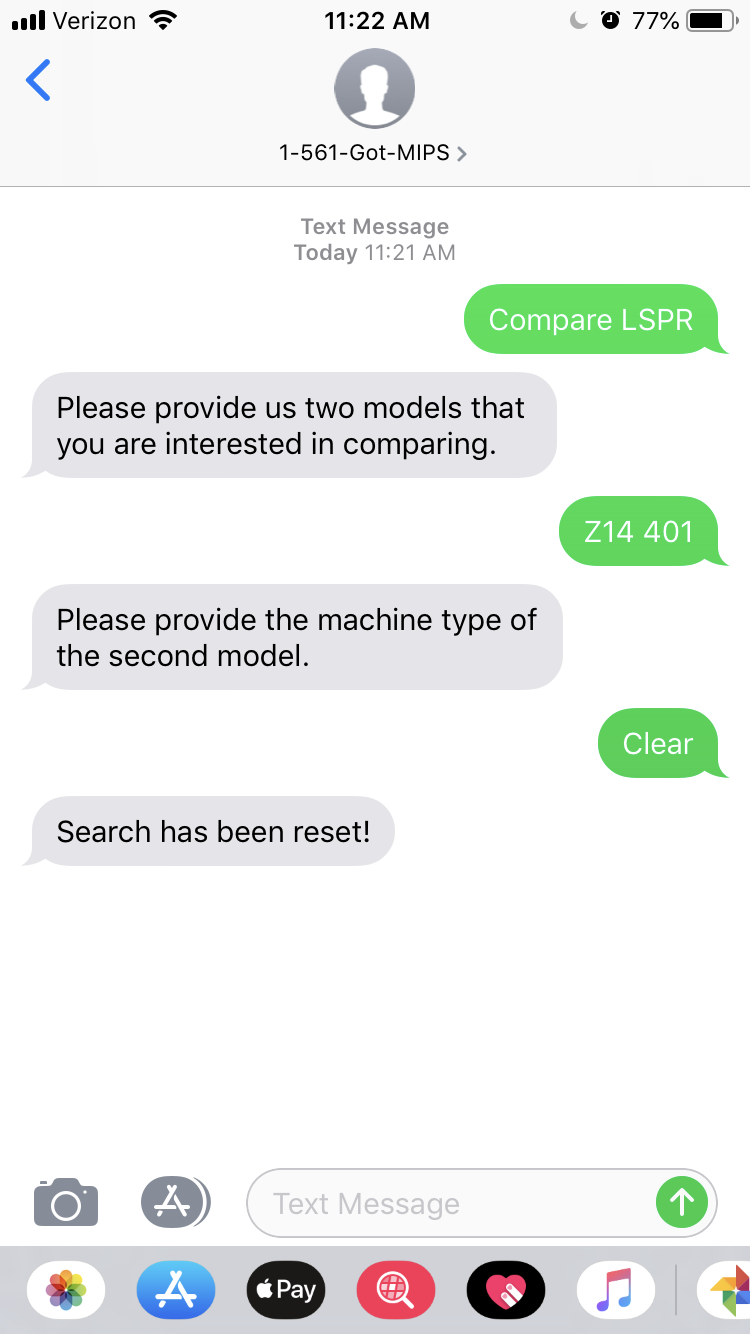 Verizon 11:22 AM 77%
1-561-Got-MIPS
Text Message
Today 11:21 AM
Compare LSPR
Please provide us two models that
you are interested in comparing.
Z14 401
Please provide the machine type of
the second model.
Clear
Search has been reset!
Text Message
Pay